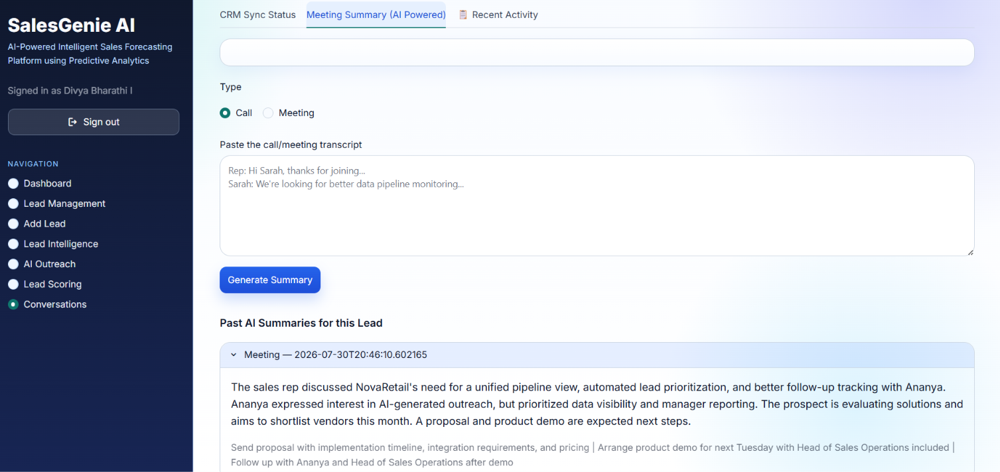 SalesGenie AI
AI-Powered Intelligent Sales Forecasting
Platform using Predictive Analytics
Signed in as Divya Bharathi I
Sign out
NAVIGATION
Dashboard
Lead Management
Add Lead
Lead Intelligence
AI Outreach
Lead Scoring
Conversations
CRM Sync Status
Meeting Summary (AI Powered)
Recent Activity
Type
Call
Meeting
Paste the call/meeting transcript
Rep: Hi Sarah, thanks for joining...
Sarah: We're looking for better data pipeline monitoring...
Generate Summary
Past AI Summaries for this Lead
Meeting — 2026-07-30T20:46:10.602165
The sales rep discussed NovaRetail's need for a unified pipeline view, automated lead prioritization, and better follow-up tracking with Ananya.
Ananya expressed interest in AI-generated outreach, but prioritized data visibility and manager reporting. The prospect is evaluating solutions and
aims to shortlist vendors this month. A proposal and product demo are expected next steps.
Send proposal with implementation timeline, integration requirements, and pricing | Arrange product demo for next Tuesday with Head of Sales Operations included |
Follow up with Ananya and Head of Sales Operations after demo